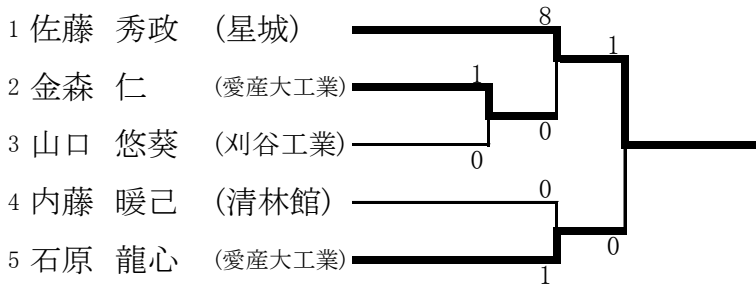 8
1 佐藤 秀政 (星城)
1
1
2 金森 仁 (愛産大工業)
0
3 山口 悠葵 (刈谷工業)
0
0
4 内藤 暖己 (清林館)
0
5 石原 龍心 (愛産大工業)
1